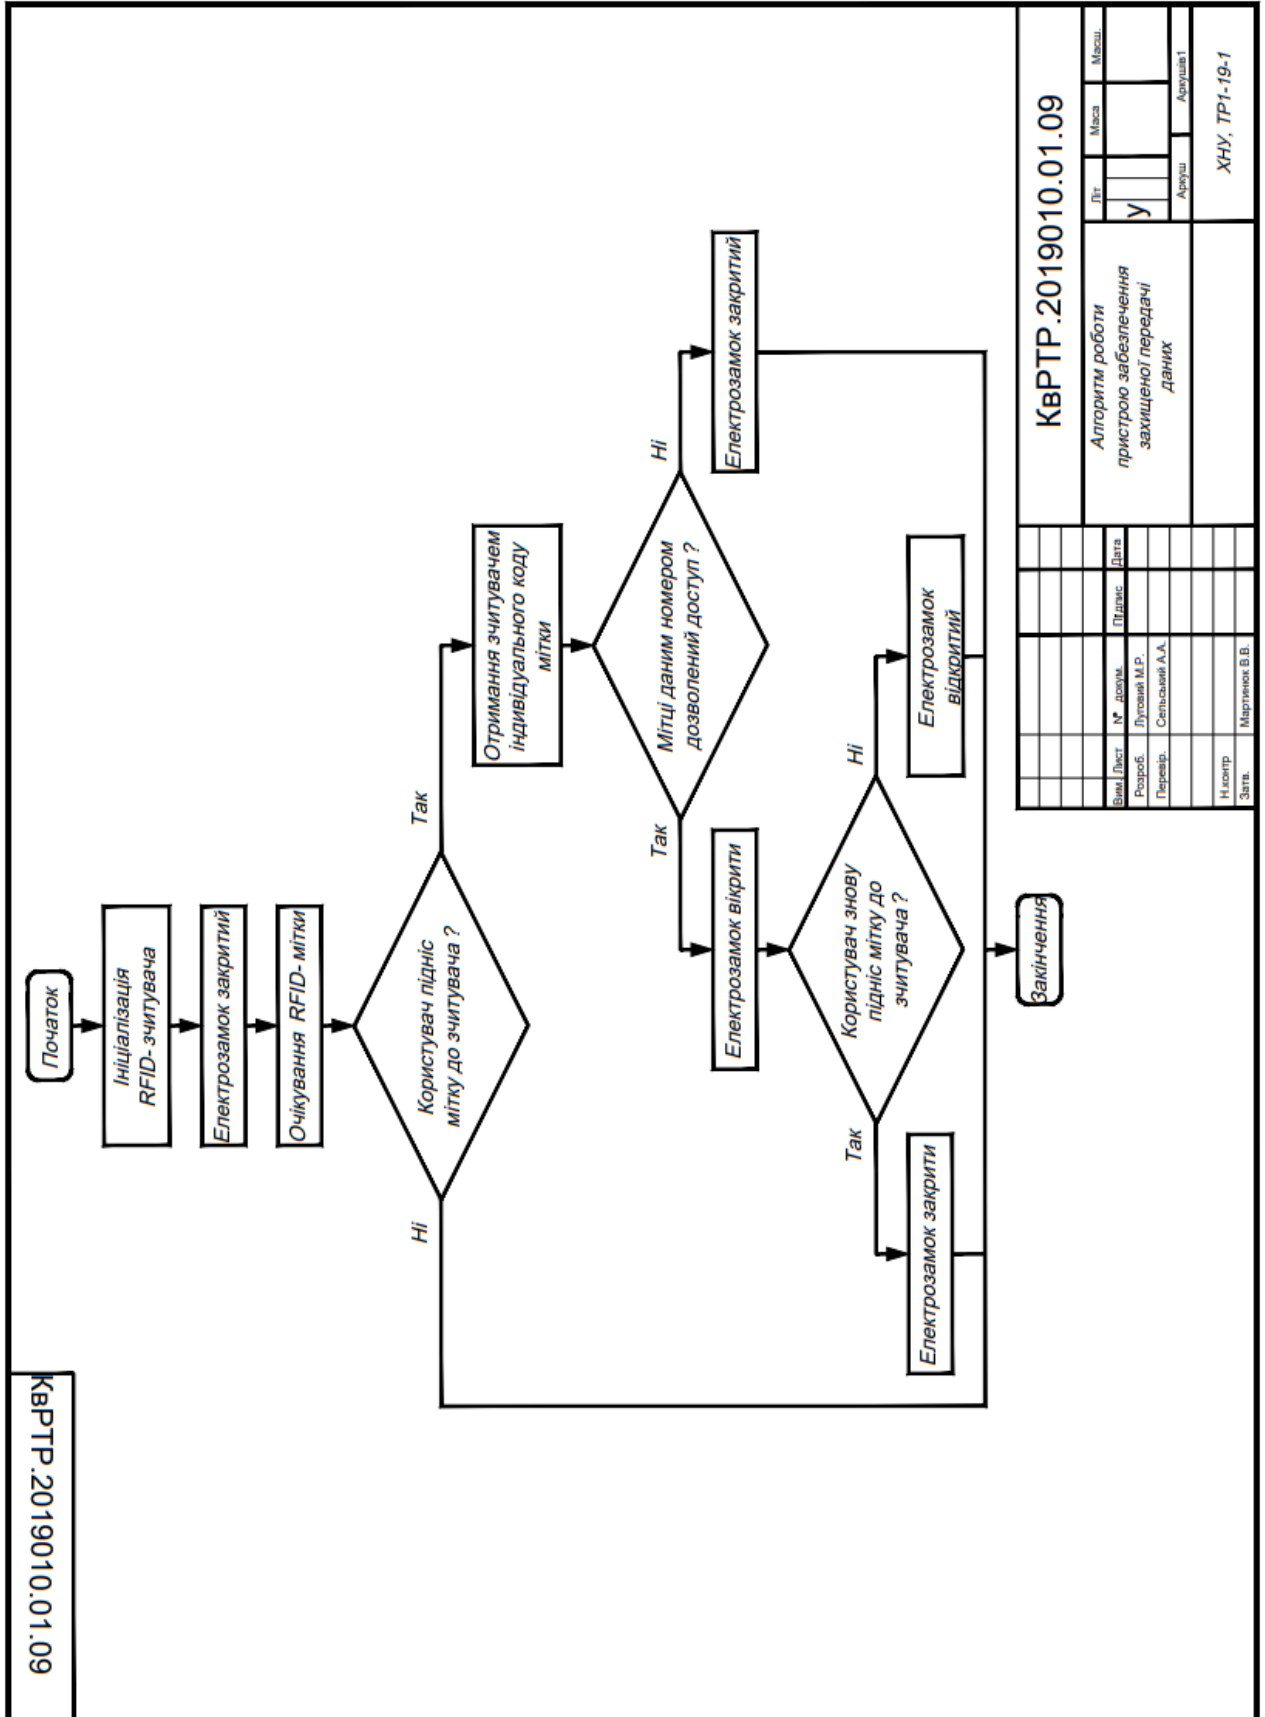 КвРТР.2019010.01.09
Початок
Ініціалізація
RFID- зчитувача
Електрозамок закритий
Очікування RFID- мітки
Користувач підніс
мітку до зчитувача ?
Ні
Так
Отримання зчитувачем
індивідуального коду
мітки
Мітці даним номером
дозволений доступ ?
Так
Ні
Електрозамок вікрити
Електрозамок закритий
Користувач знову
підніс мітку до
зчитувача ?
Так
Ні
Електрозамок закрити
Електрозамок
відкритий
Закінчення
КвРТР.2019010.01.09
Вим. Лист № докум. Підпис Дата
Розроб. Луговий М.Р.
Перевір. Сельський А.А.
Н.контр
Затв. Мартинюк В.В.
Алгоритм роботи
пристрою забезпечення
захищеної передачі
даних
Літ Маса Масш.
У
Аркуш Аркушів1
ХНУ, ТР1-19-1